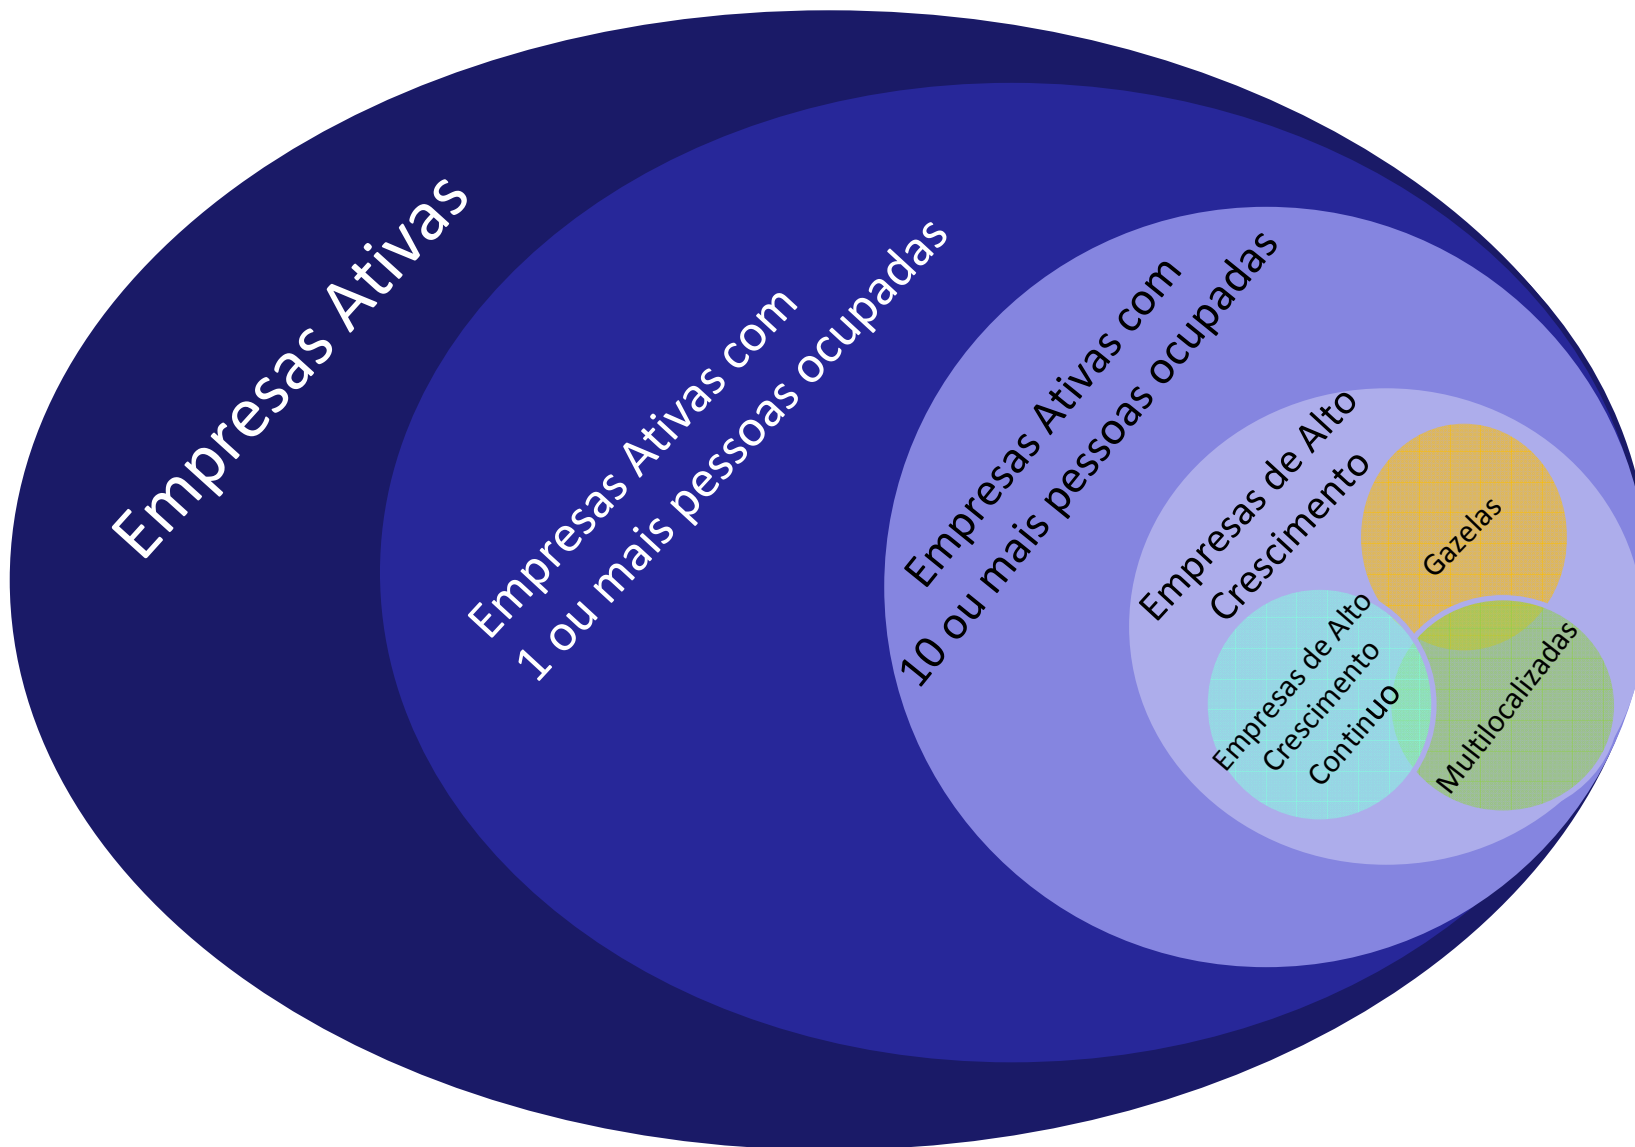 Empresas Ativas
Empresas Ativas com
1 ou mais pessoas ocupadas
Empresas Ativas com
10 ou mais pessoas ocupadas
Empresas de Alto
Crescimento
Gazelas
Empresas de Alto
Crescimento
Continuo
Multilocalizadas